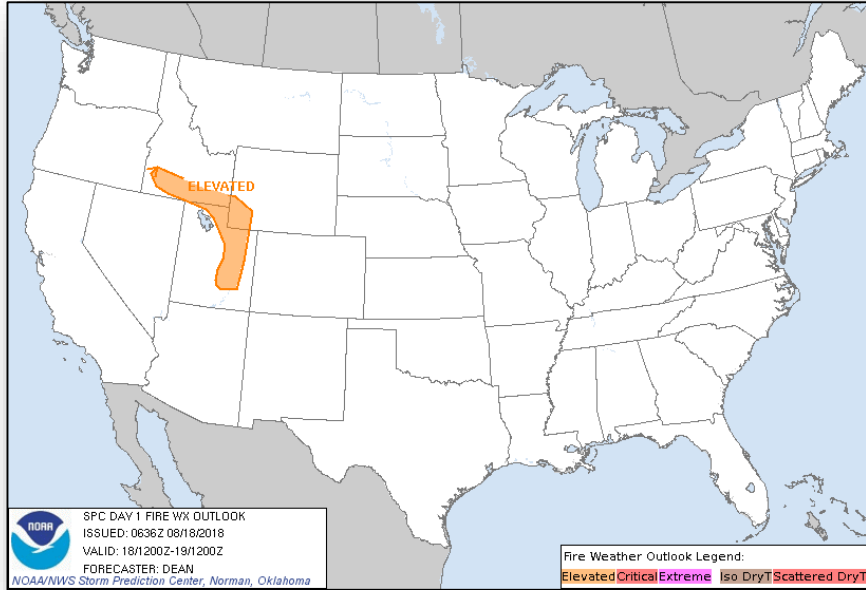 ELEVATED
NOAA
SPC DAY 1 FIRE WX OUTLOOK
ISSUED: 0636Z 08/18/2018
VALID: 18/1200Z-19/1200Z
FORECASTER: DEAN
NOAA/NWS Storm Prediction Center, Norman, Oklahoma
Fire Weather Outlook Legend:
Elevated Critical Extreme Iso DryT Scattered DryT